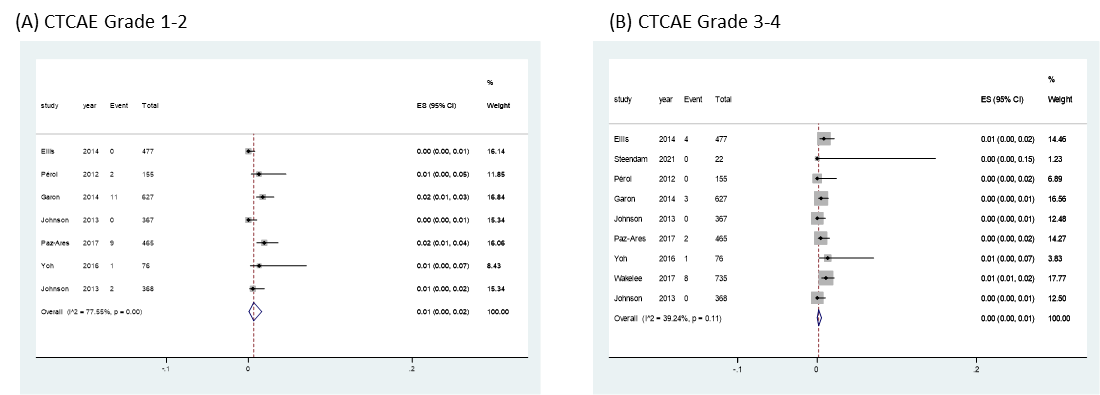 (A) CTCAE Grade 1-2
%
study year Event Total ES (95% CI) Weight
Ellis 2014 0 477 0.00 (0.00, 0.01) 16.14
Pérol 2012 2 155 0.01 (0.00, 0.05) 11.85
Garon 2014 11 627 0.02 (0.01, 0.03) 16.84
Johnson 2013 0 367 0.00 (0.00, 0.01) 15.34
Paz-Ares 2017 9 465 0.02 (0.01, 0.04) 16.06
Yoh 2016 1 76 0.01 (0.00, 0.07) 8.43
Johnson 2013 2 368 0.01 (0.00, 0.02) 15.34
Overall (I^2 = 77.55%, p = 0.00) 0.01 (0.00, 0.02) 100.00
-.1 0 .2
(B) CTCAE Grade 3-4
%
study year Event Total ES (95% CI) Weight
Ellis 2014 4 477 0.01 (0.00, 0.02) 14.46
Steendam 2021 0 22 0.00 (0.00, 0.15) 1.23
Pérol 2012 0 155 0.00 (0.00, 0.02) 6.89
Garon 2014 3 627 0.00 (0.00, 0.01) 16.56
Johnson 2013 0 367 0.00 (0.00, 0.01) 12.48
Paz-Ares 2017 2 465 0.00 (0.00, 0.02) 14.27
Yoh 2016 1 76 0.01 (0.00, 0.07) 3.83
Wakelee 2017 8 735 0.01 (0.01, 0.02) 17.77
Johnson 2013 0 368 0.00 (0.00, 0.01) 12.50
Overall (I^2 = 39.24%, p = 0.11) 0.00 (0.00, 0.01) 100.00
-.1 0 .2